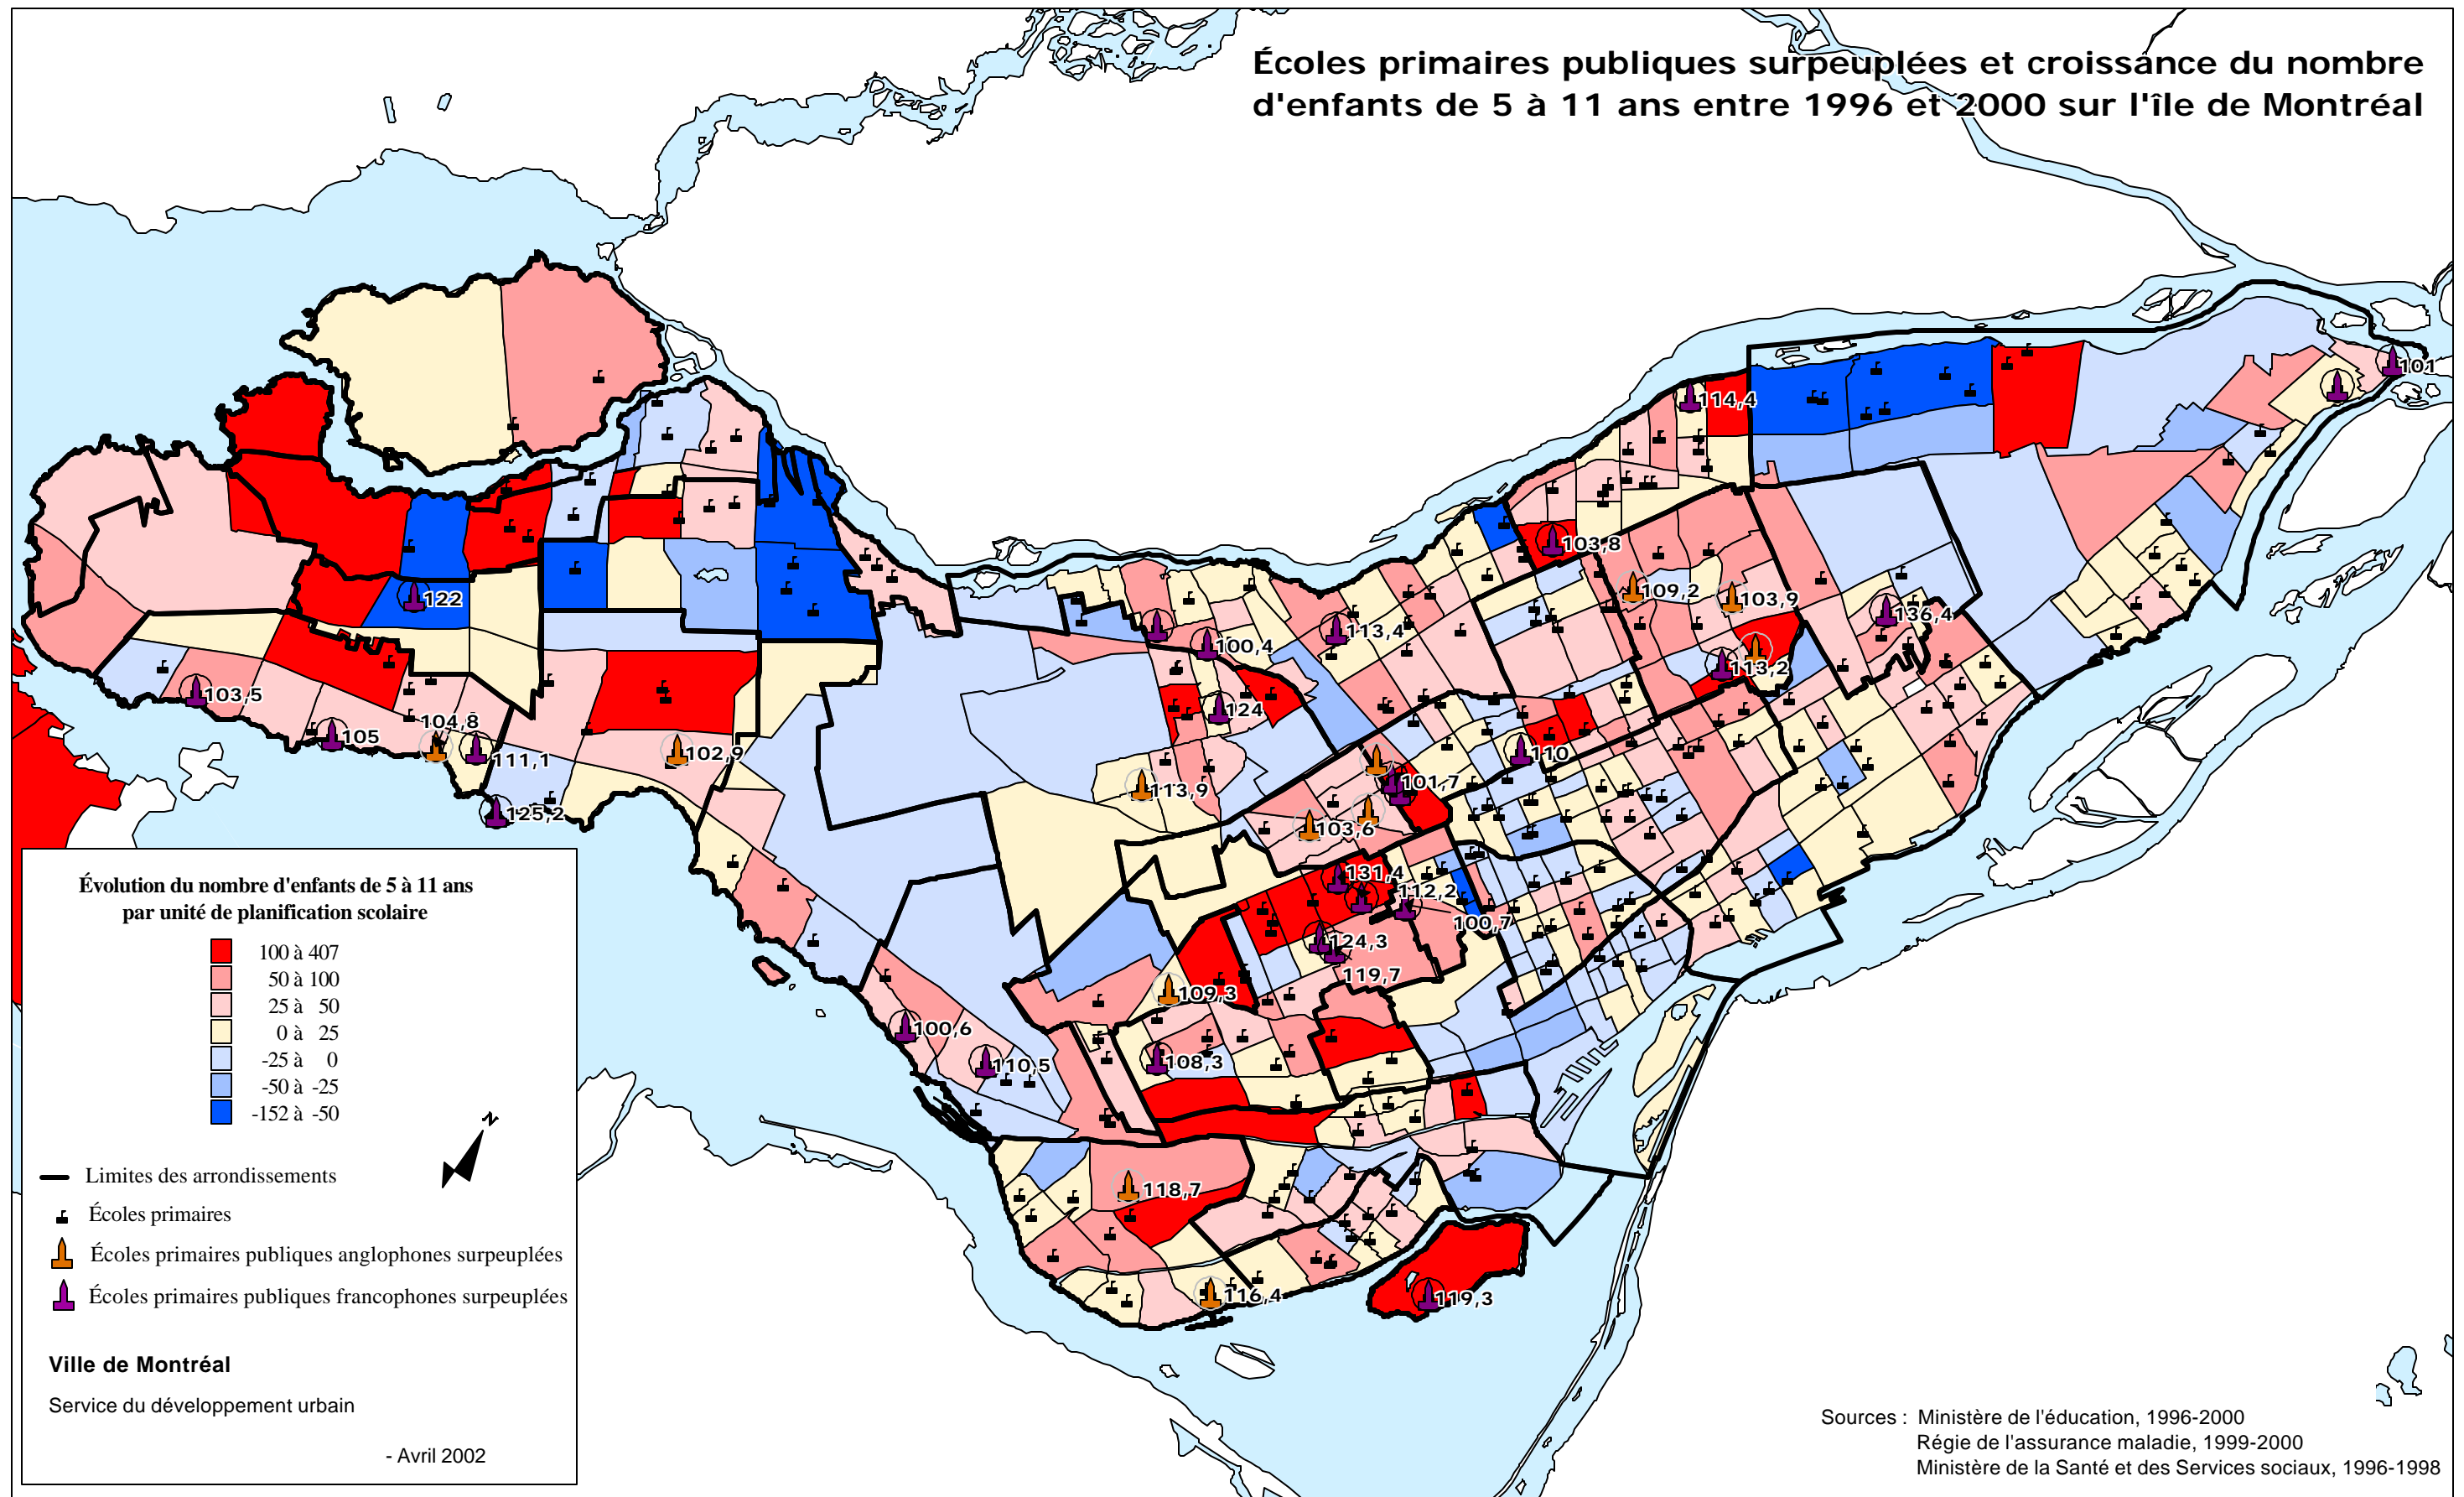 Écoles primaires publiques surpeuplées et croissance du nombre
d'enfants de 5 à 11 ans entre 1996 et 2000 sur l'île de Montréal
101
114,4
103,8
122
109,2
103,9
136,4
113,4
100,4
113,2
103,5
124
105
104,8
111,1
102,9
110
113,9
101,7
125,2
103,6
131,4
112,2
100,7
124,3
119,7
109,3
100,6
110,5
108,3
118,7
116,4
119,3
Évolution du nombre d'enfants de 5 à 11 ans
par unité de planification scolaire
100 à 407
50 à 100
25 à 50
0 à 25
-25 à 0
-50 à -25
-152 à -50
N
Limites des arrondissements
Écoles primaires
Écoles primaires publiques anglophones surpeuplées
Écoles primaires publiques francophones surpeuplées
Ville de Montréal
Service du développement urbain
- Avril 2002
Sources : Ministère de l'éducation, 1996-2000
Régie de l'assurance maladie, 1999-2000
Ministère de la Santé et des Services sociaux, 1996-1998